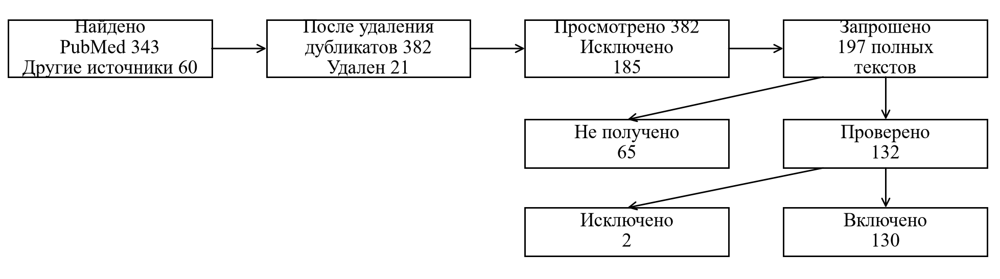 Найдено
PubMed 343
Другие источники 60
После удаления
дубликатов 382
Удален 21
Просмотрено 382
Исключено
185
Запрошено
197 полных
текстов
Не получено
65
Проверено
132
Исключено
2
Включено
130